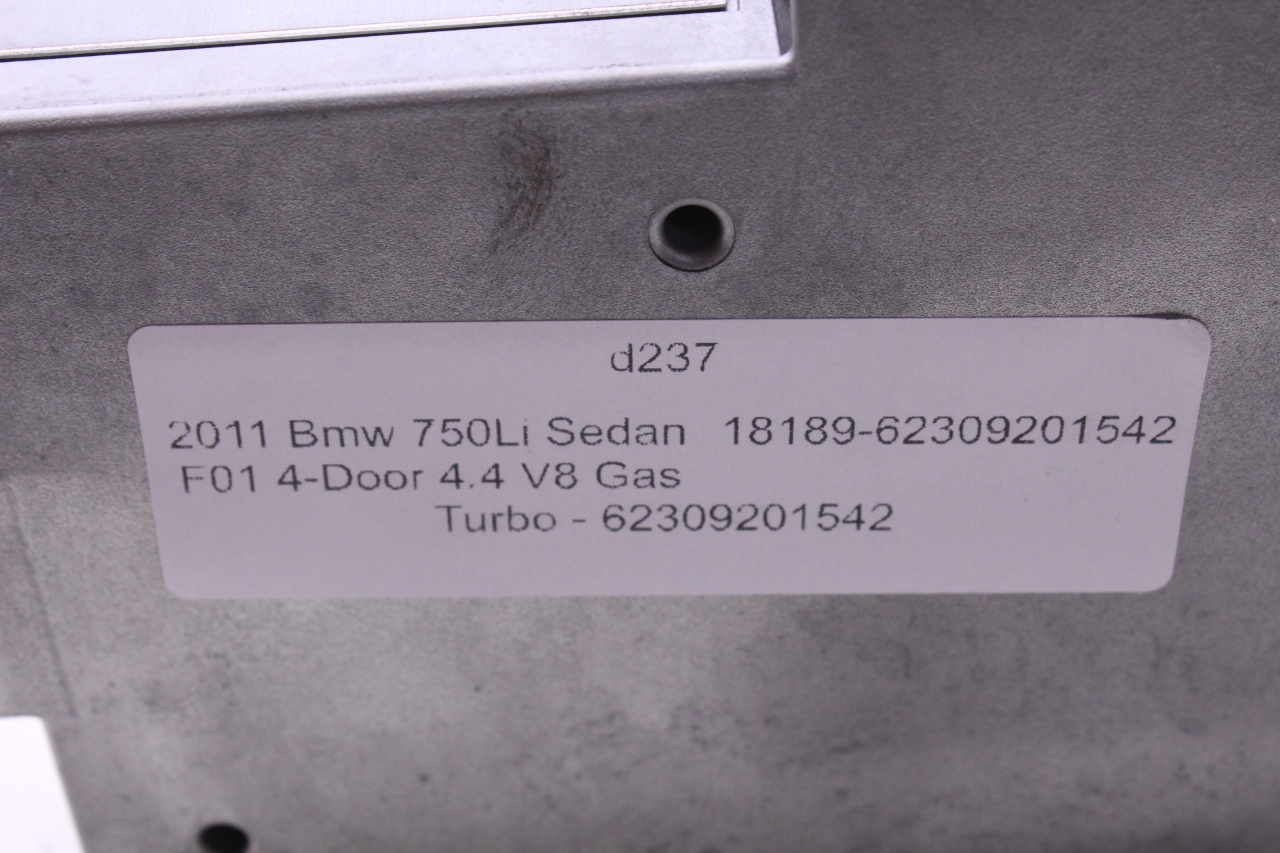 d237
2011 Bmw 750Li Sedan 18189-62309201542
F01 4-Door 4.4 V8 Gas
Turbo - 62309201542